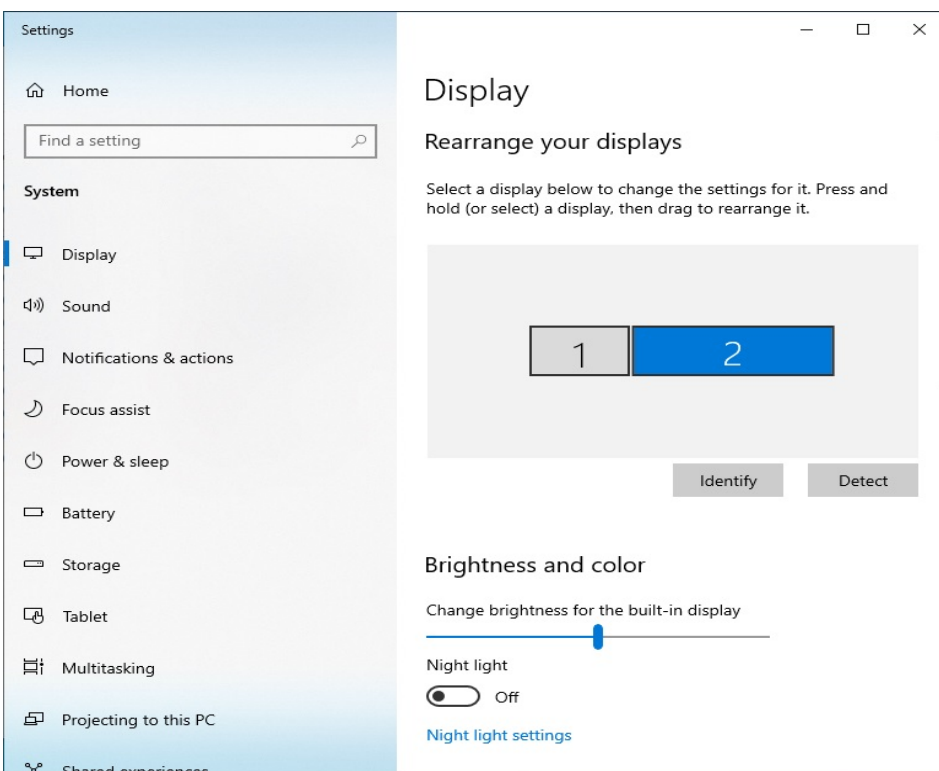 Settings
Home
Find a setting
System
Display
Sound
Notifications & actions
Focus assist
Power & sleep
Battery
Storage
Tablet
Multitasking
Projecting to this PC
Shared experiences
Display
Rearrange your displays
Select a display below to change the settings for it. Press and
hold (or select) a display, then drag to rearrange it.
1
2
Identify
Detect
Brightness and color
Change brightness for the built-in display
Night light
Off
Night light settings